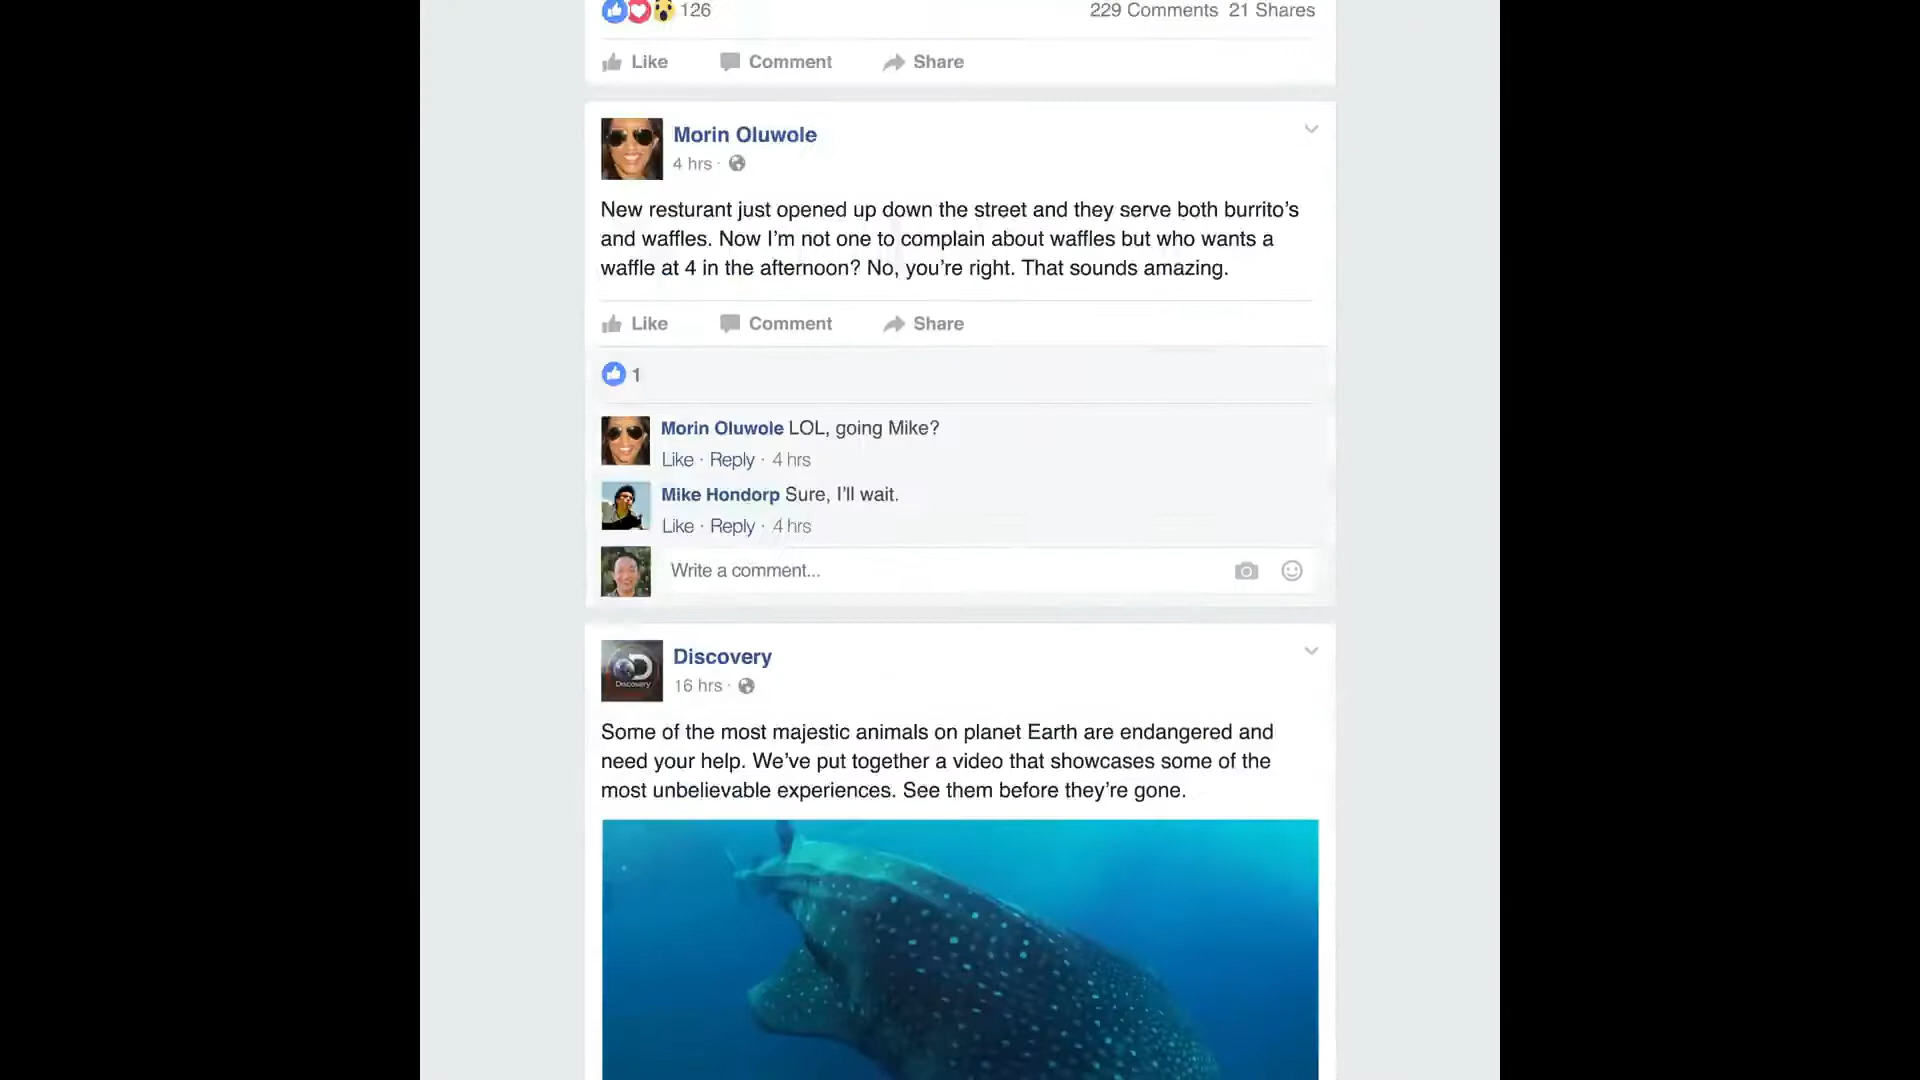 126
229 Comments 21 Shares
Like Comment Share
Morin Oluwole
4 hrs ·
New resturant just opened up down the street and they serve both burrito’s
and waffles. Now I’m not one to complain about waffles but who wants a
waffle at 4 in the afternoon? No, you’re right. That sounds amazing.
Like Comment Share
1
Morin Oluwole LOL, going Mike?
Like · Reply · 4 hrs
Mike Hondorp Sure, I’ll wait.
Like · Reply · 4 hrs
Write a comment...
Discovery
Discovery
16 hrs ·
Some of the most majestic animals on planet Earth are endangered and
need your help. We’ve put together a video that showcases some of the
most unbelievable experiences. See them before they’re gone.